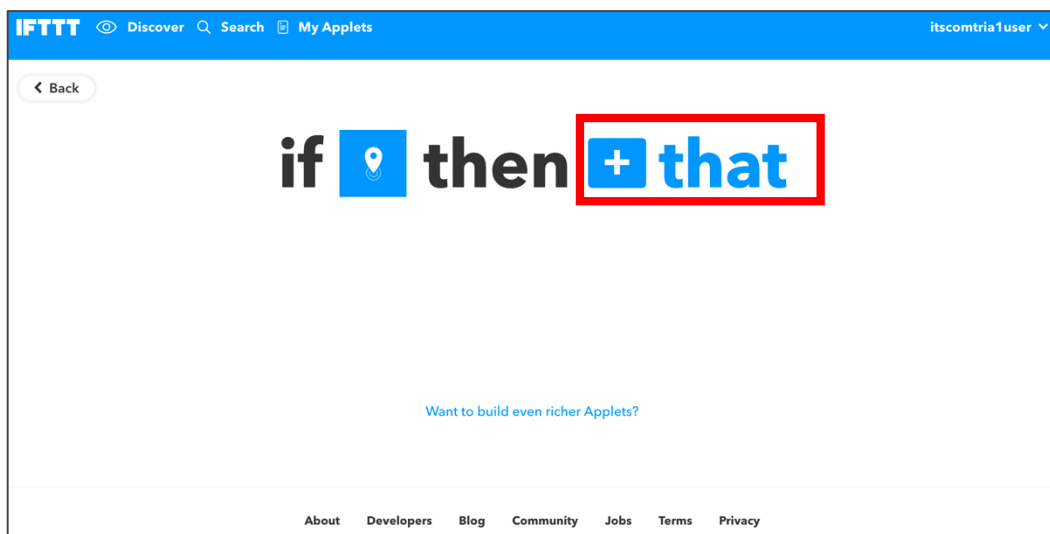 IFTTT Discover Search My Applets itscomtria1user
Back
if then + that
Want to build even richer Applets?
About Developers Blog Community Jobs Terms Privacy